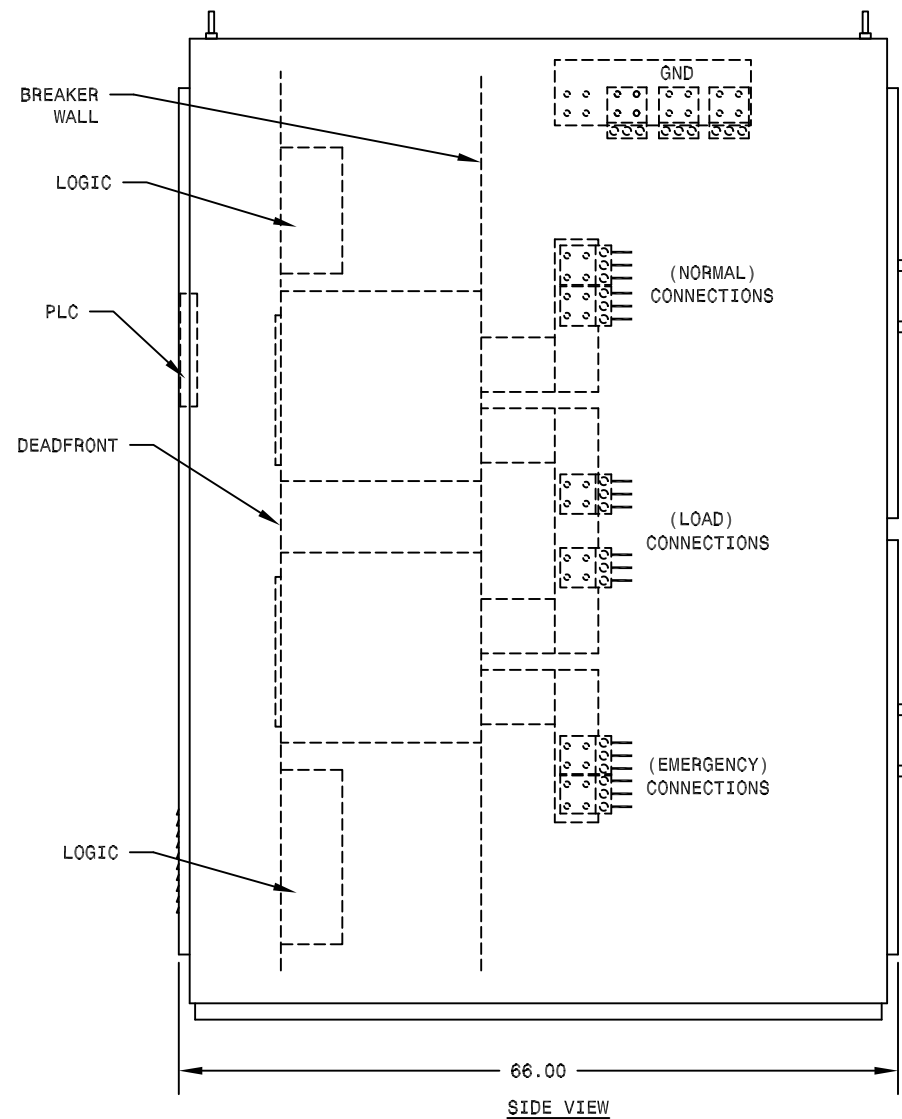 GND
BREAKER
WALL
LOGIC
(NORMAL)
CONNECTIONS
PLC
DEADFRONT
(LOAD)
CONNECTIONS
(EMERGENCY)
CONNECTIONS
LOGIC
66.00
SIDE VIEW